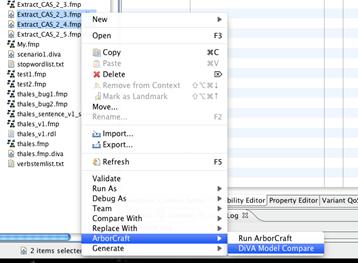 Extract_CAS_2_3.fmp
Extract_CAS_2_4.fmp
Extract_CAS_2_5.fmp
My.fmp
scenario1.diva
stopwordlist.txt
test1.fmp
test2.fmp
thales_bug1.fmp
thales_bug2.fmp
thales_sentence_v1_s
thales_v1.fmp
thales_v1.rdl
thales.fmp
thales.fmp.diva
verbstemlist.txt
2 items selected
New
Open F3
Copy ⌘C
Paste ⌘V
Delete ⌦
Remove from Context ⇧⌥⌘↓
Mark as Landmark ⇧⌥⌘↑
Move...
Rename... F2
Import...
Export...
Refresh F5
Validate
Run As
Debug As
Team
Compare With
Replace With
ArborCraft
Generate
bility Editor Property Editor Variant QoS
Log
Run ArborCraft
DiVA Model Compare